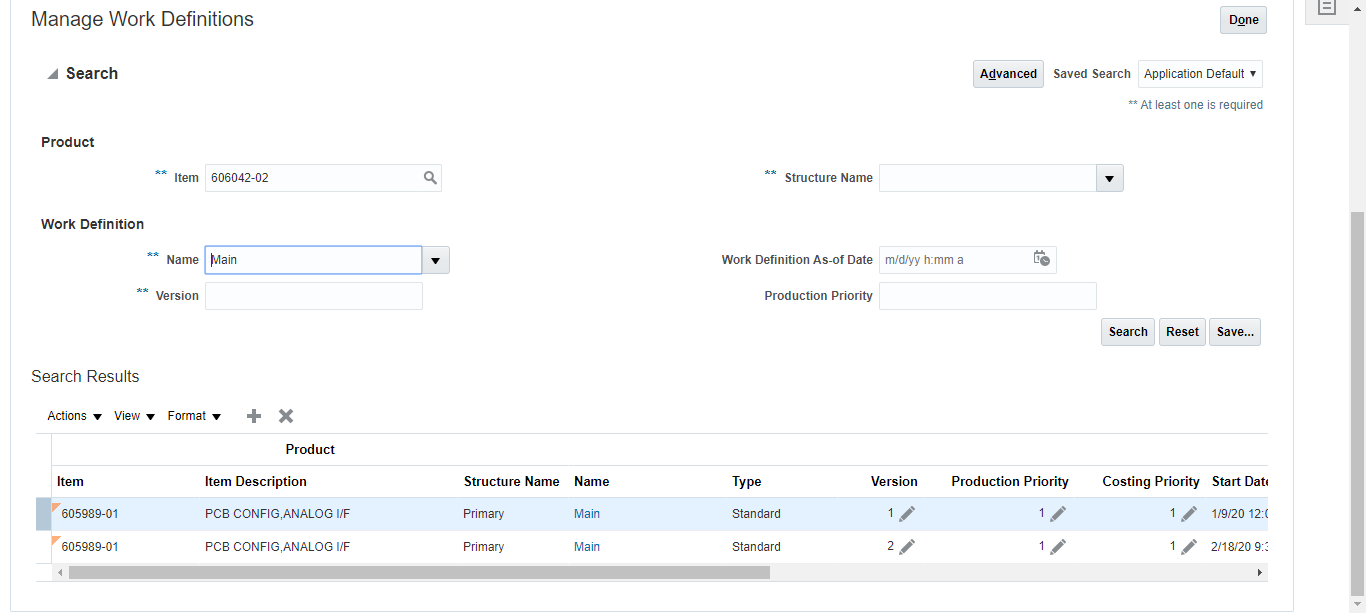 Manage Work Definitions
Done
Search
Advanced Saved Search Application Default
** At least one is required
Product
** Item 606042-02 ** Structure Name
Work Definition
** Name Main Work Definition As-of Date m/d/yy h:mm a
** Version Production Priority
Search Reset Save...
Search Results
Actions View Format
Product
Item Item Description Structure Name Name Type Version Production Priority Costing Priority Start Date
605989-01 PCB CONFIG,ANALOG I/F Primary Main Standard 1 1 1 1/9/20 12:0
605989-01 PCB CONFIG,ANALOG I/F Primary Main Standard 2 1 1 2/18/20 9:3